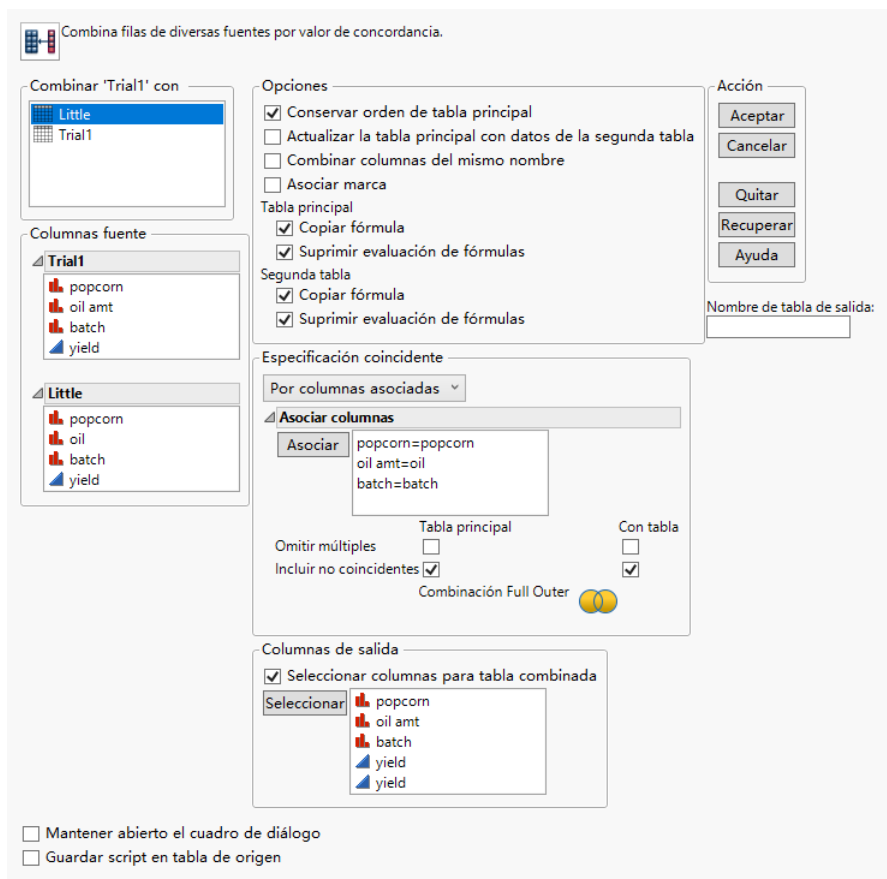 Combina filas de diversas fuentes por valor de concordancia.
Combinar 'Trial1' con
Little
Trial1
Columnas fuente
Trial1
popcorn
oil amt
batch
yield
Little
popcorn
oil
batch
yield
Opciones
Conservar orden de tabla principal
Actualizar la tabla principal con datos de la segunda tabla
Combinar columnas del mismo nombre
Asociar marca
Tabla principal
Copiar fórmula
Suprimir evaluación de fórmulas
Segunda tabla
Copiar fórmula
Suprimir evaluación de fórmulas
Especificación coincidente
Por columnas asociadas
Asociar columnas
Asociar
popcorn=popcorn
oil amt=oil
batch=batch
Tabla principal Con tabla
Omitir múltiples
Incluir no coincidentes
Combinación Full Outer
Columnas de salida
Seleccionar columnas para tabla combinada
Seleccionar
popcorn
oil amt
batch
yield
yield
Acción
Aceptar
Cancelar
Quitar
Recuperar
Ayuda
Nombre de tabla de salida:
Mantener abierto el cuadro de diálogo
Guardar script en tabla de origen